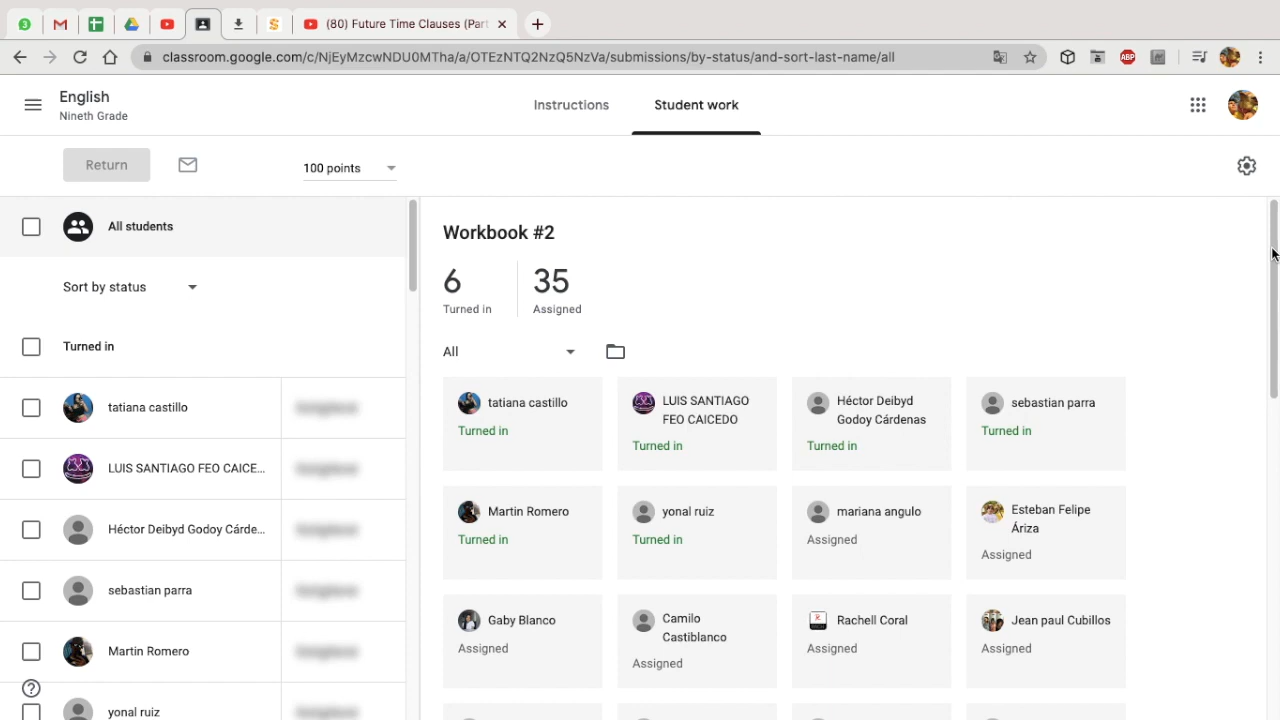 3
(80) Future Time Clauses (Part
classroom.google.com/c/NjEyMzcwNDU0MTha/a/OTEzNTQ2NzQ5NzVa/submissions/by-status/and-sort-last-name/all
ABP
English
Nineth Grade
Instructions
Student work
Return
100 points
All students
Sort by status
Turned in
tatiana castillo
LUIS SANTIAGO FEO CAICE...
Héctor Deibyd Godoy Cárde...
sebastian parra
Martin Romero
yonal ruiz
Workbook #2
6
Turned in
35
Assigned
All
tatiana castillo
Turned in
LUIS SANTIAGO
FEO CAICEDO
Turned in
Héctor Deibyd
Godoy Cárdenas
Turned in
sebastian parra
Turned in
Martin Romero
Turned in
yonal ruiz
Turned in
mariana angulo
Assigned
Esteban Felipe
Áriza
Assigned
Gaby Blanco
Assigned
Camilo
Castiblanco
Assigned
Rachell Coral
Assigned
Jean paul Cubillos
Assigned